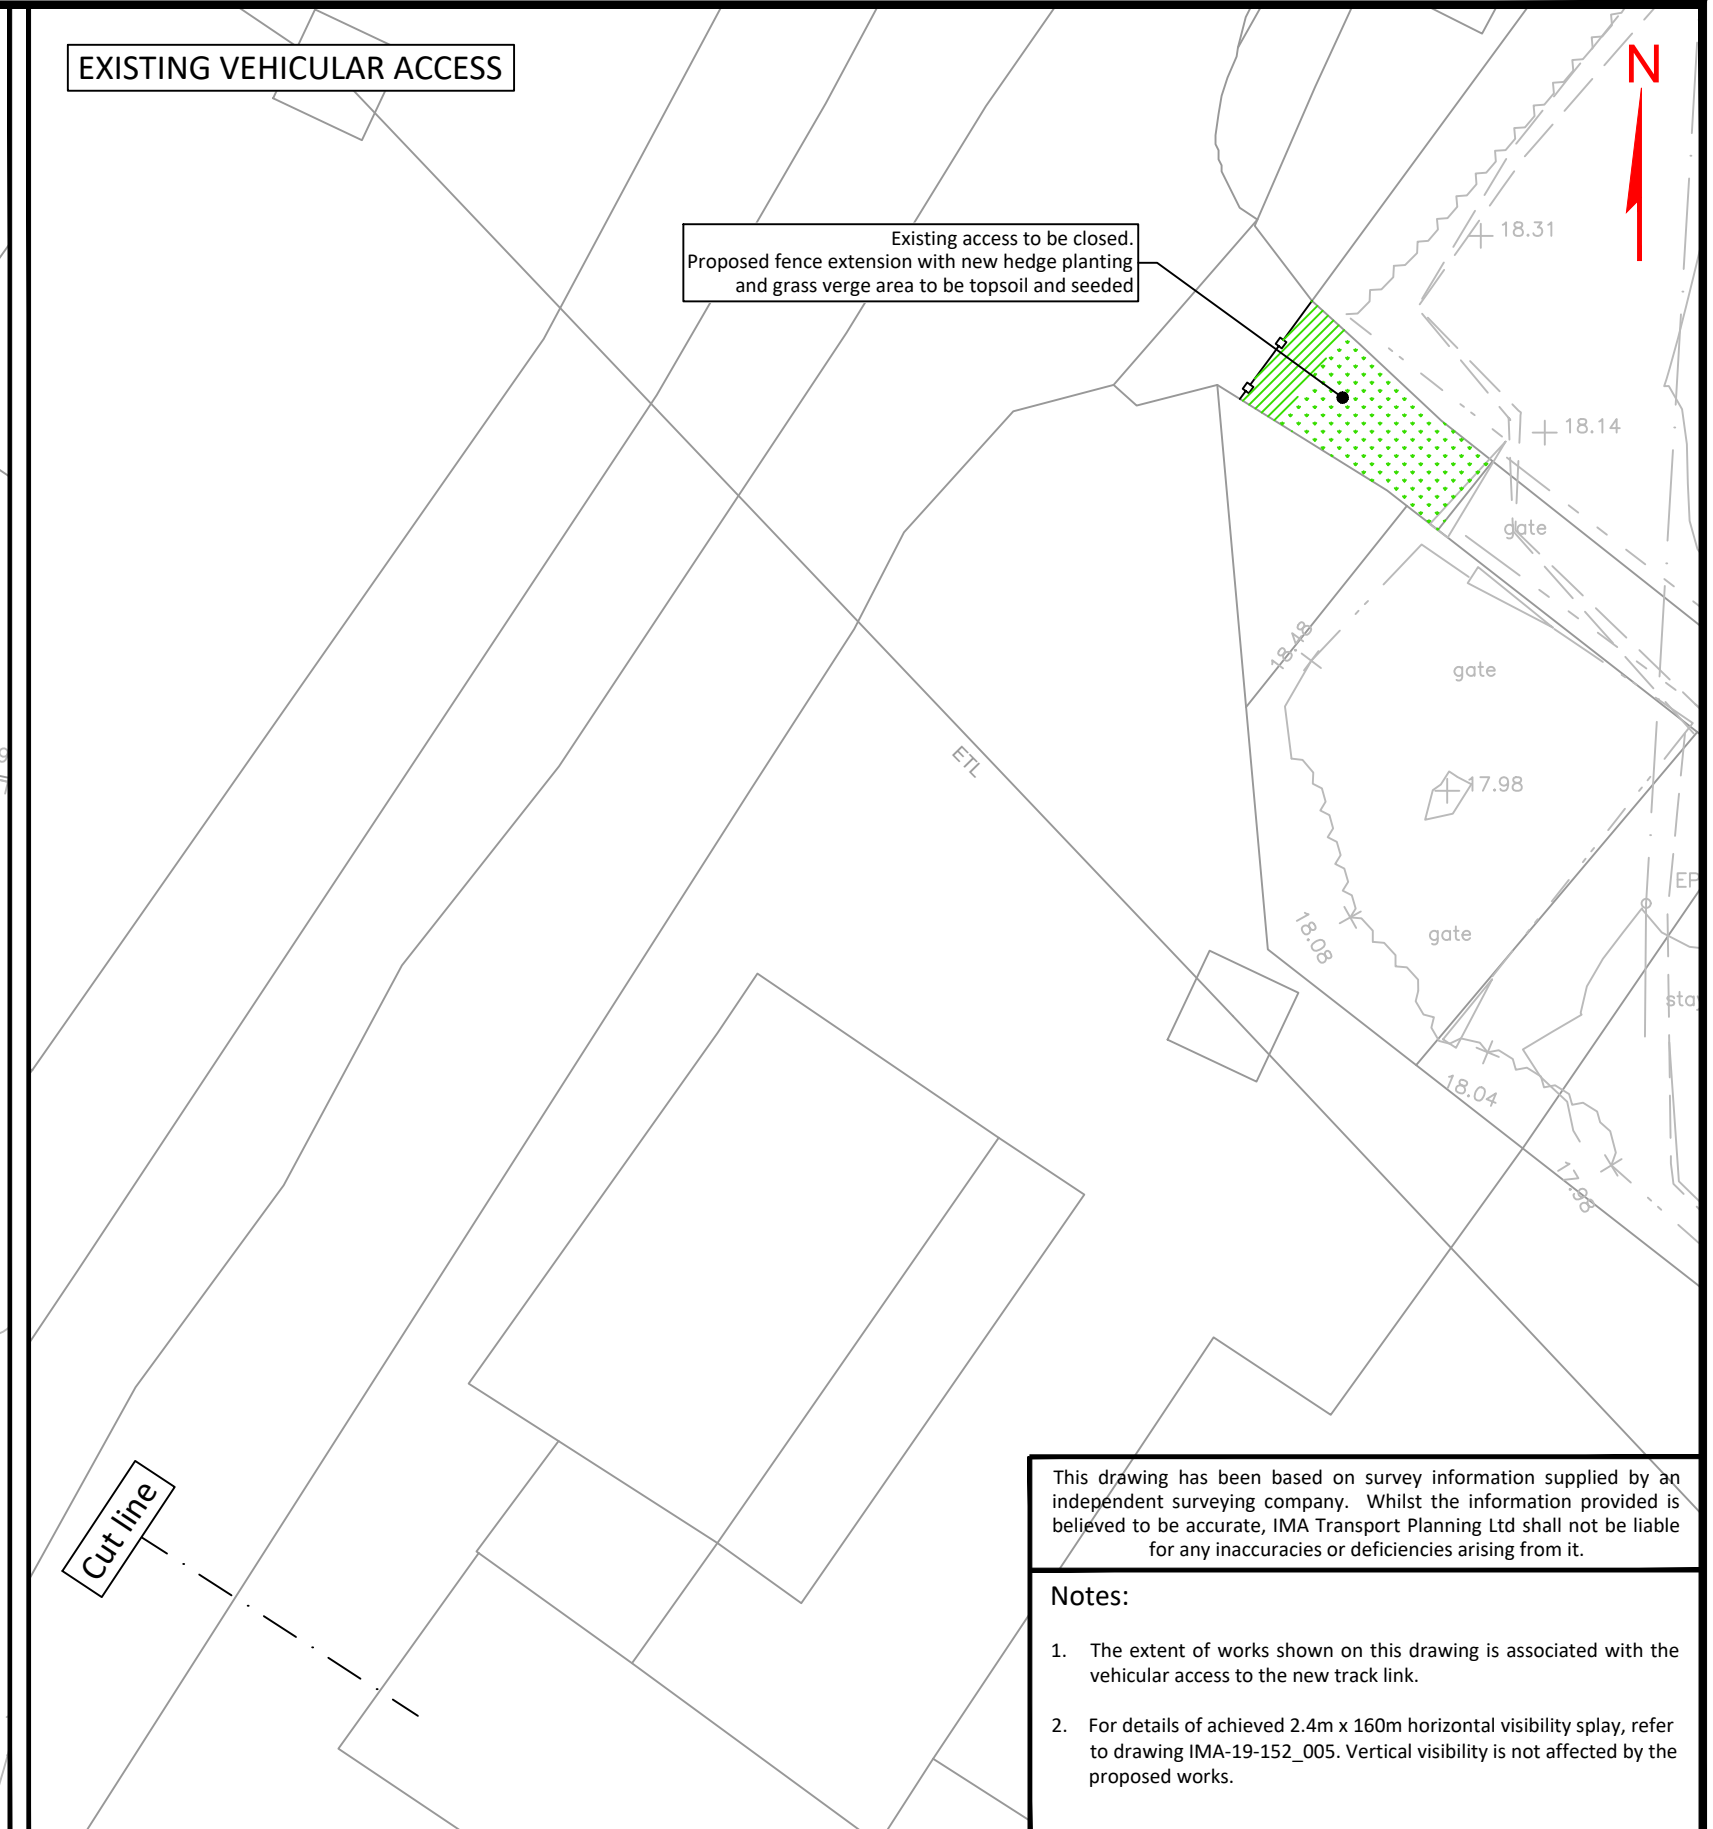 EXISTING VEHICULAR ACCESS
N
Existing access to be closed.
Proposed fence extension with new hedge planting
and grass verge area to be topsoil and seeded
18.31
18.14
gate
18.48
gate
ETL
17.98
EP
18.08
gate
18.04
17.98
Cut line
This drawing has been based on survey information supplied by an
independent surveying company. Whilst the information provided is
believed to be accurate, IMA Transport Planning Ltd shall not be liable
for any inaccuracies or deficiencies arising from it.
Notes:
1. The extent of works shown on this drawing is associated with the
vehicular access to the new track link.
2. For details of achieved 2.4m x 160m horizontal visibility splay, refer
to drawing IMA-19-152_005. Vertical visibility is not affected by the
proposed works.